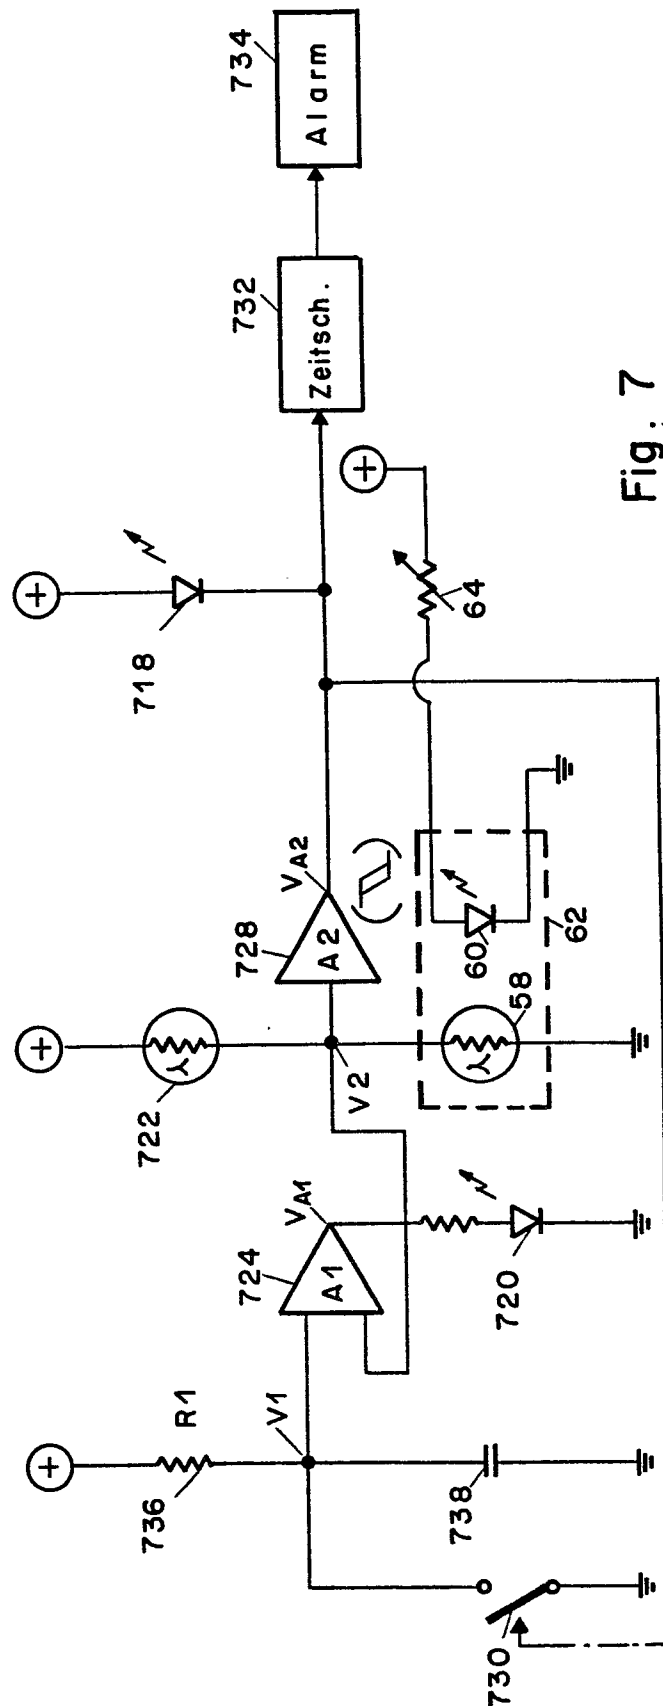 734
Alarm
732
Zeitsch.
Fig. 7
718
64
V_A2
728
A2
60
62
58
722
λ
λ
V2
V_A1
724
A1
720
V1
R1
736
738
730